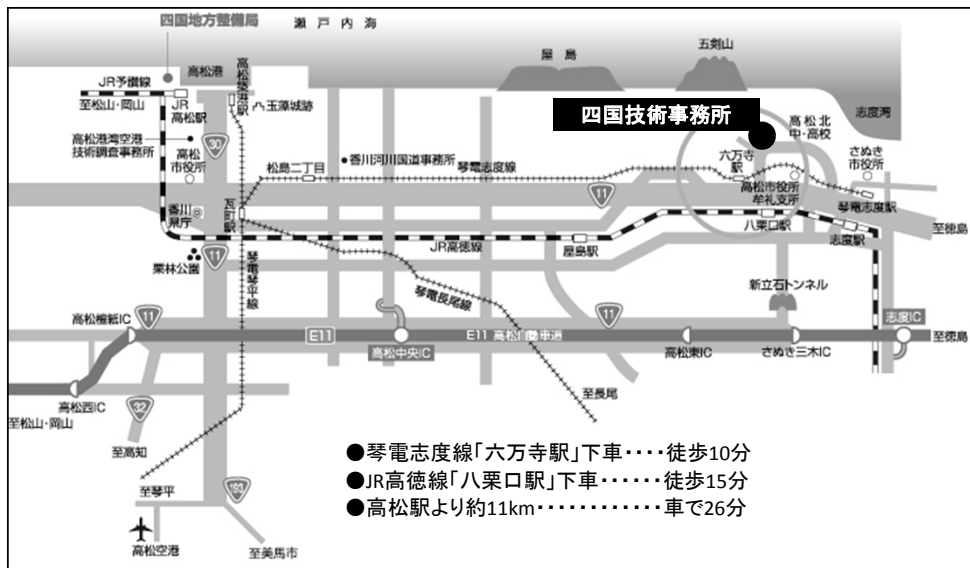 四国地方整備局
瀬戸内海
高松港
JR予讃線
至松山・岡山
JR
高松駅
高松築港駅
玉藻城跡
屋島
五剣山
四国技術事務所
高松北
中・高校
志度湾
高松港湾空港
技術調査事務所
30
高松
市役所
松島二丁目
香川河川国道事務所
琴電志度線
六万寺
駅
さぬき
市役所
11
高松市役所
牟礼支所
琴電志度駅
香川
県庁
瓦町駅
八栗口駅
至徳島
JR高徳線
屋島駅
志度駅
11
栗林公園
琴電琴平線
琴電長尾線
新立石トンネル
高松檀紙IC
11
11
志度IC
E11
高松中央IC
E11 高松自動車道
高松東IC
さぬき三木IC
至徳島
高松西IC
至松山・岡山
32
至高知
至長尾
●琴電志度線「六万寺駅」下車････徒歩10分
●JR高徳線「八栗口駅」下車･･････徒歩15分
●高松駅より約11km････････････車で26分
至琴平
193
高松空港
至美馬市